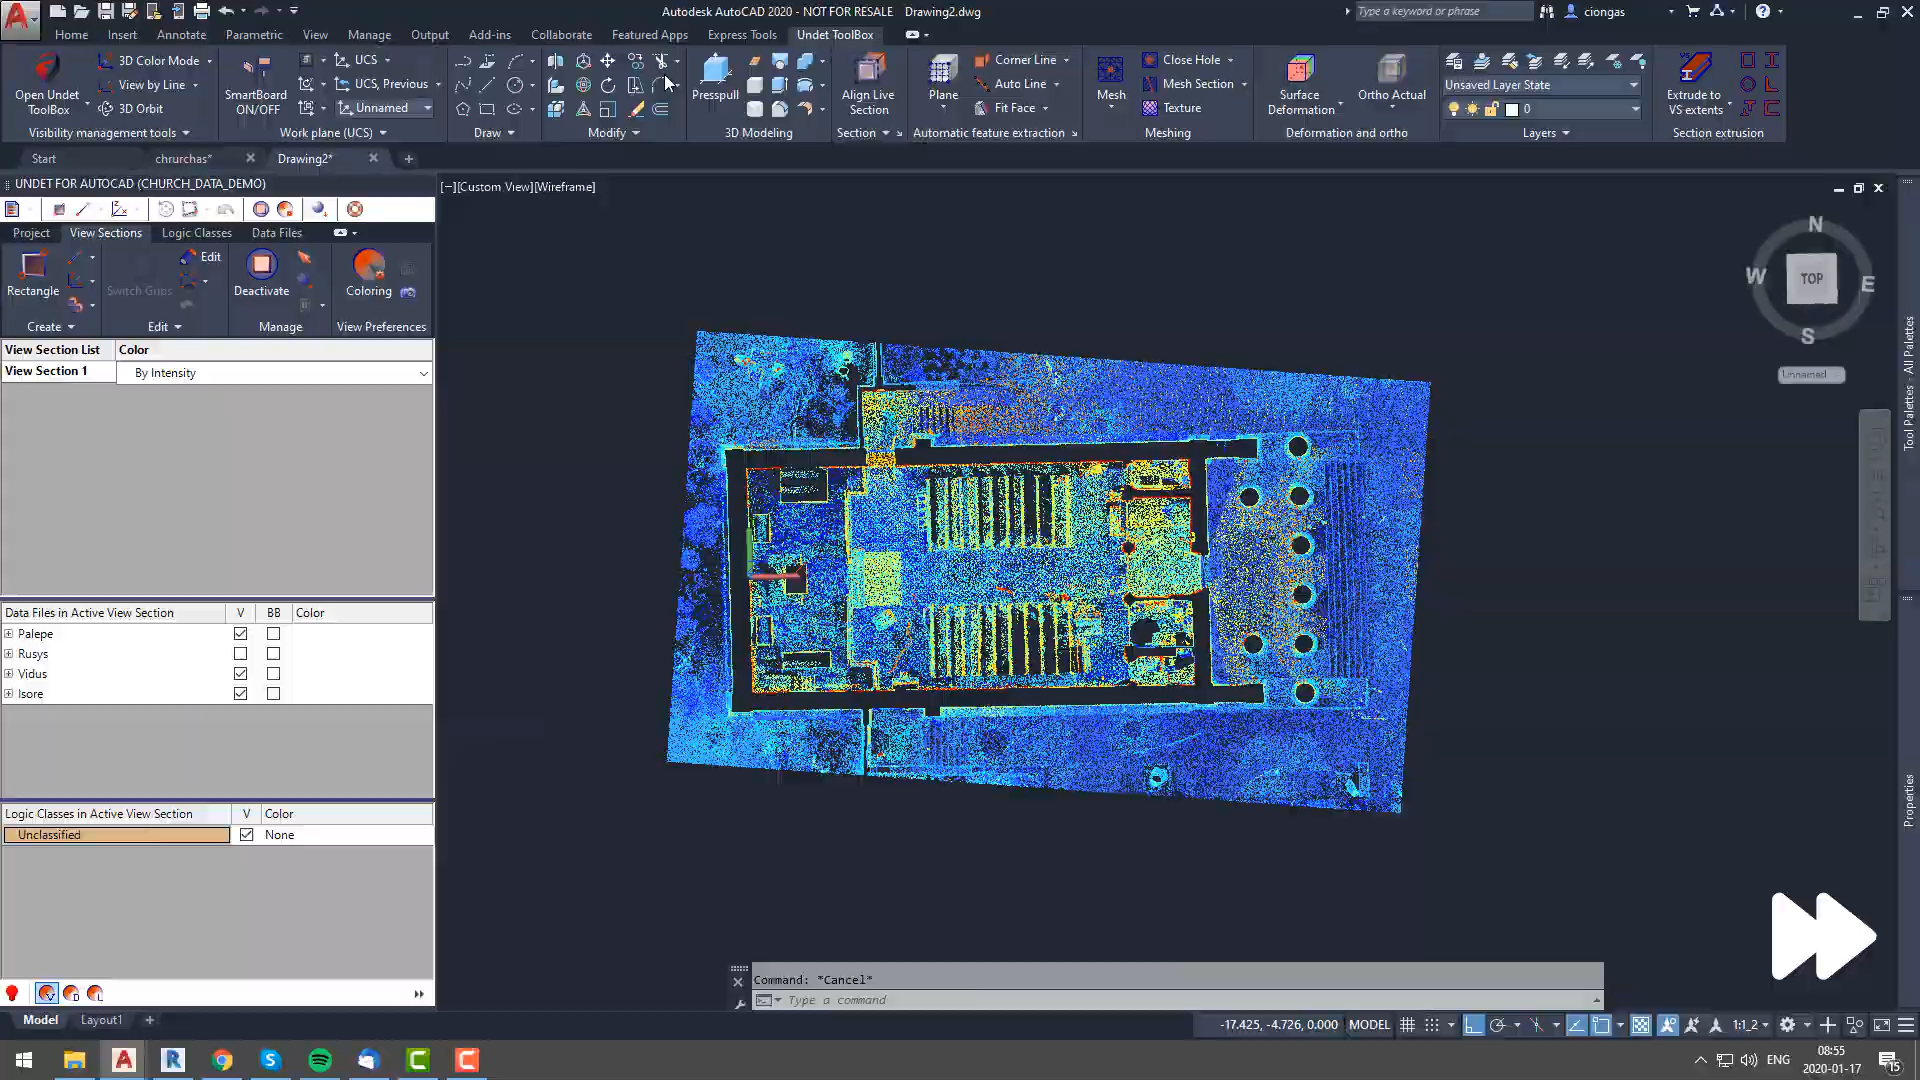 Autodesk AutoCAD 2020 - NOT FOR RESALE Drawing2.dwg
Type a keyword or phrase
ciongas
Home Insert Annotate Parametric View Manage Output Add-ins Collaborate Featured Apps Express Tools Undet ToolBox
Open Undet ToolBox
3D Color Mode
View by Line
3D Orbit
Visibility management tools
SmartBoard ON/OFF
UCS
UCS, Previous
Unnamed
Work plane (UCS)
Draw
Modify
Presspull
3D Modeling
Align Live Section
Section
Plane
Corner Line
Auto Line
Fit Face
Automatic feature extraction
Mesh
Close Hole
Mesh Section
Texture
Meshing
Surface Deformation
Ortho Actual
Deformation and ortho
Unsaved Layer State
0
Layers
Extrude to VS extents
Section extrusion
Start chrurchas* Drawing2*
UNDET FOR AUTOCAD (CHURCH_DATA_DEMO)
[−][Custom View][Wireframe]
Project View Sections Logic Classes Data Files
Rectangle
Create
Switch Grips
Edit
Edit
Deactivate
Manage
Coloring
View Preferences
View Section List Color
View Section 1 By Intensity
Data Files in Active View Section V BB Color
Palepe
Rusys
Vidus
Isore
Logic Classes in Active View Section V Color
Unclassified None
N
W TOP E
S
Unnamed
Tool Palettes - All Palettes
Properties
Command: *Cancel*
Type a command
Model Layout1
-17.425, -4.726, 0.000 MODEL
1:1_2
ENG
08:55
2020-01-17
15